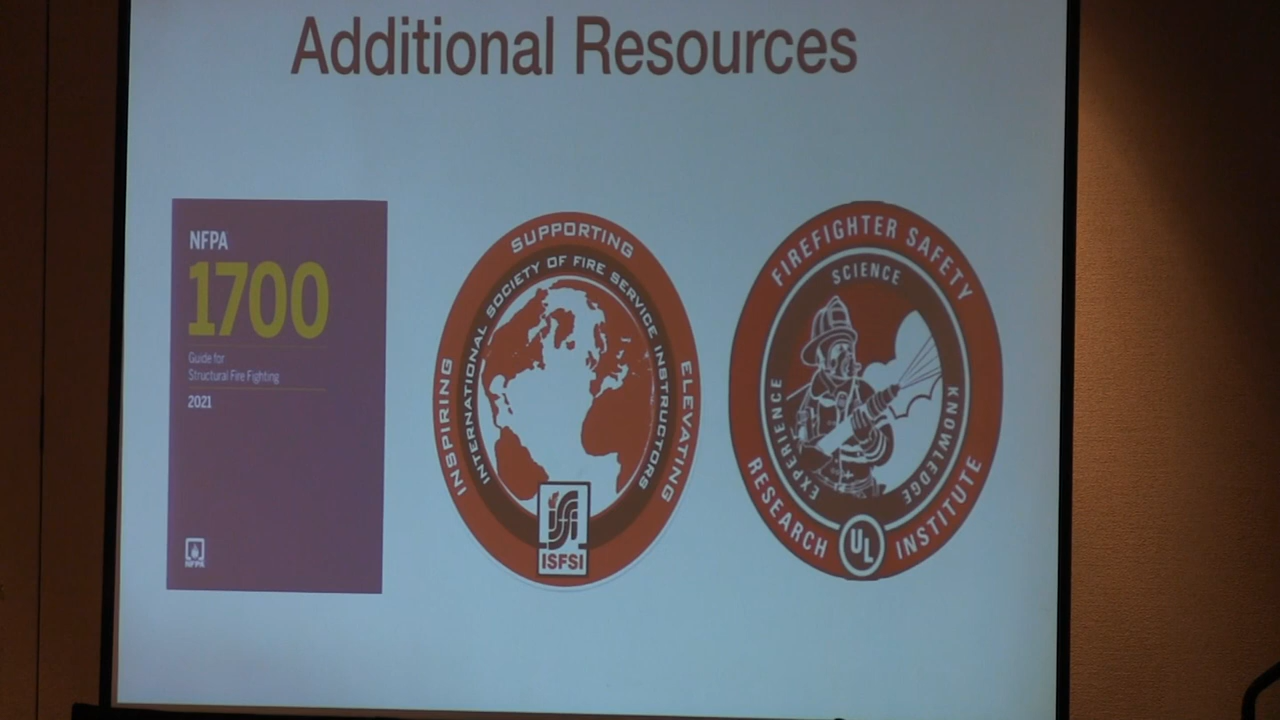 Additional Resources
NFPA
1700
Guide for
Structural Fire Fighting
2021
NFPA
SUPPORTING
INTERNATIONAL SOCIETY OF FIRE SERVICE INSTRUCTORS
INSPIRING
ELEVATING
isfsi
ISFSI
FIREFIGHTER SAFETY
SCIENCE
EXPERIENCE
KNOWLEDGE
RESEARCH
INSTITUTE
UL